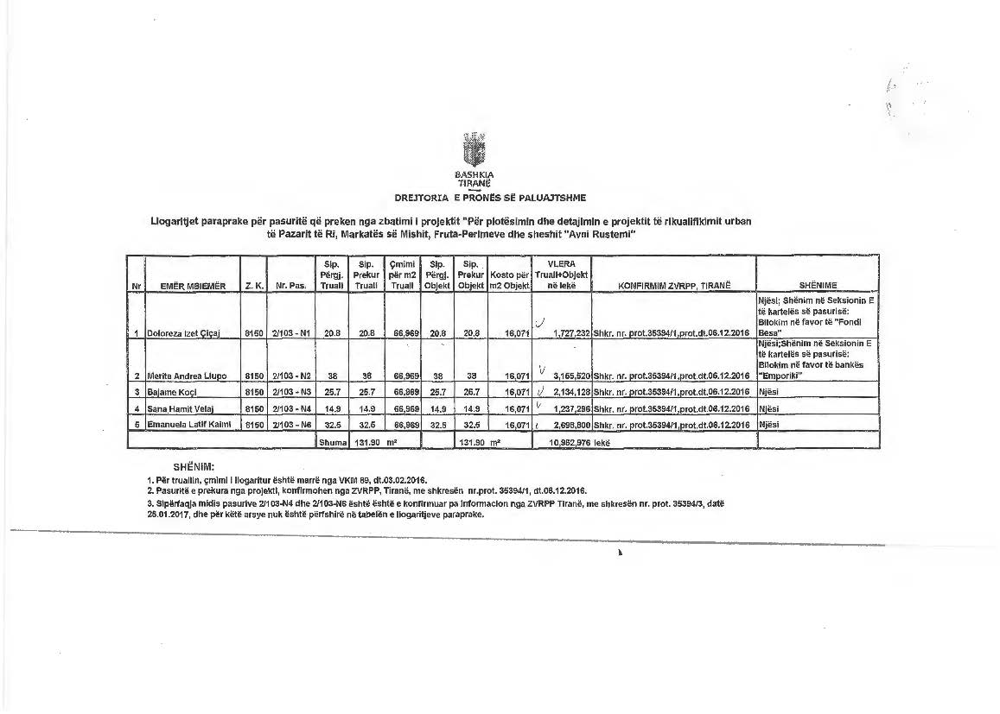 BASHKIA
TIRANË
DREJTORIA E PRONËS SË PALUAJTSHME
Llogaritjet paraprake për pasuritë që preken nga zbatimi i projektit "Për plotësimin dhe detajimin e projektit të rikualifikimit urban
të Pazarit të Ri, Markatës së Mishit, Fruta-Perimeve dhe sheshit "Avni Rustemi"
Nr EMËR MBIEMËR Z. K. Nr. Pas. Sip. Përgj. Truall Sip. Prekur Truall Çmimi për m2 Truall Sip. Përgj. Objekt Sip. Prekur Objekt Kosto për m2 Objekt VLERA Truall+Objekt në lekë KONFIRMIM ZVRPP, TIRANË SHËNIME
1 Doloreza Izet Çiçaj 8150 2/103 - N1 20.8 20.8 66,969 20.8 20.8 16,071 1,727,232 Shkr. nr. prot.35394/1,prot.dt.06.12.2016 Njësi; Shënim në Seksionin E të kartelës së pasurisë: Bllokim në favor të "Fondi Besa"
2 Merita Andrea Llupo 8150 2/103 - N2 38 38 66,969 38 38 16,071 3,155,520 Shkr. nr. prot.35394/1,prot.dt.06.12.2016 Njësi;Shënim në Seksionin E të kartelës së pasurisë: Bllokim në favor të bankës "Emporiki"
3 Bajame Koçi 8150 2/103 - N3 25.7 25.7 66,969 25.7 25.7 16,071 2,134,128 Shkr. nr. prot.35394/1,prot.dt.06.12.2016 Njësi
4 Sana Hamit Velaj 8150 2/103 - N4 14.9 14.9 66,969 14.9 14.9 16,071 1,237,296 Shkr. nr. prot.35394/1,prot.dt.06.12.2016 Njësi
5 Emanuela Latif Kaimi 8150 2/103 - N6 32.5 32.5 66,969 32.5 32.5 16,071 2,698,800 Shkr. nr. prot.35394/1,prot.dt.06.12.2016 Njësi
Shuma 131.90 m² 131.90 m² 10,952,976 lekë
SHËNIM:
1. Për truallin, çmimi i llogaritur është marrë nga VKM 89, dt.03.02.2016.
2. Pasuritë e prekura nga projekti, konfirmohen nga ZVRPP, Tiranë, me shkresën nr.prot. 35394/1, dt.06.12.2016.
3. Sipërfaqja midis pasurive 2/103-N4 dhe 2/103-N6 është është e konfirmuar pa informacion nga ZVRPP Tiranë, me shkresën nr. prot. 35394/3, datë
26.01.2017, dhe për këtë arsye nuk është përfshirë në tabelën e llogaritjeve paraprake.